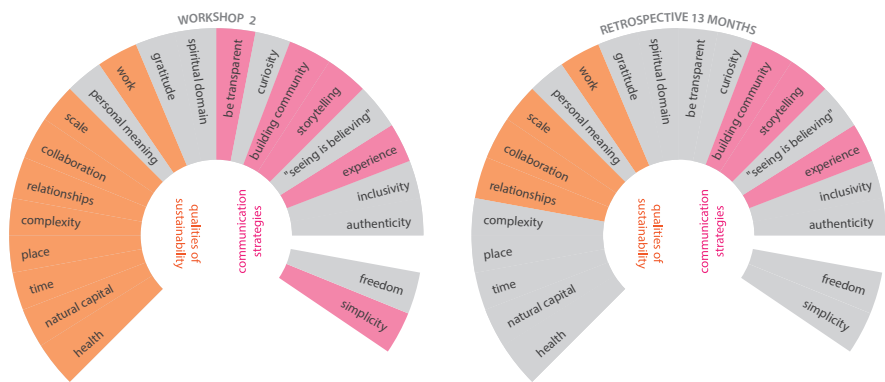 WORKSHOP 2
health
natural capital
time
place
complexity
relationships
collaboration
scale
personal meaning
work
gratitude
spiritual domain
be transparent
curiosity
building community
storytelling
"seeing is believing"
experience
inclusivity
authenticity
freedom
simplicity
qualities of
sustainability
communication
strategies
RETROSPECTIVE 13 MONTHS
health
natural capital
time
place
complexity
relationships
collaboration
scale
personal meaning
work
gratitude
spiritual domain
be transparent
curiosity
building community
storytelling
"seeing is believing"
experience
inclusivity
authenticity
freedom
simplicity
qualities of
sustainability
communication
strategies